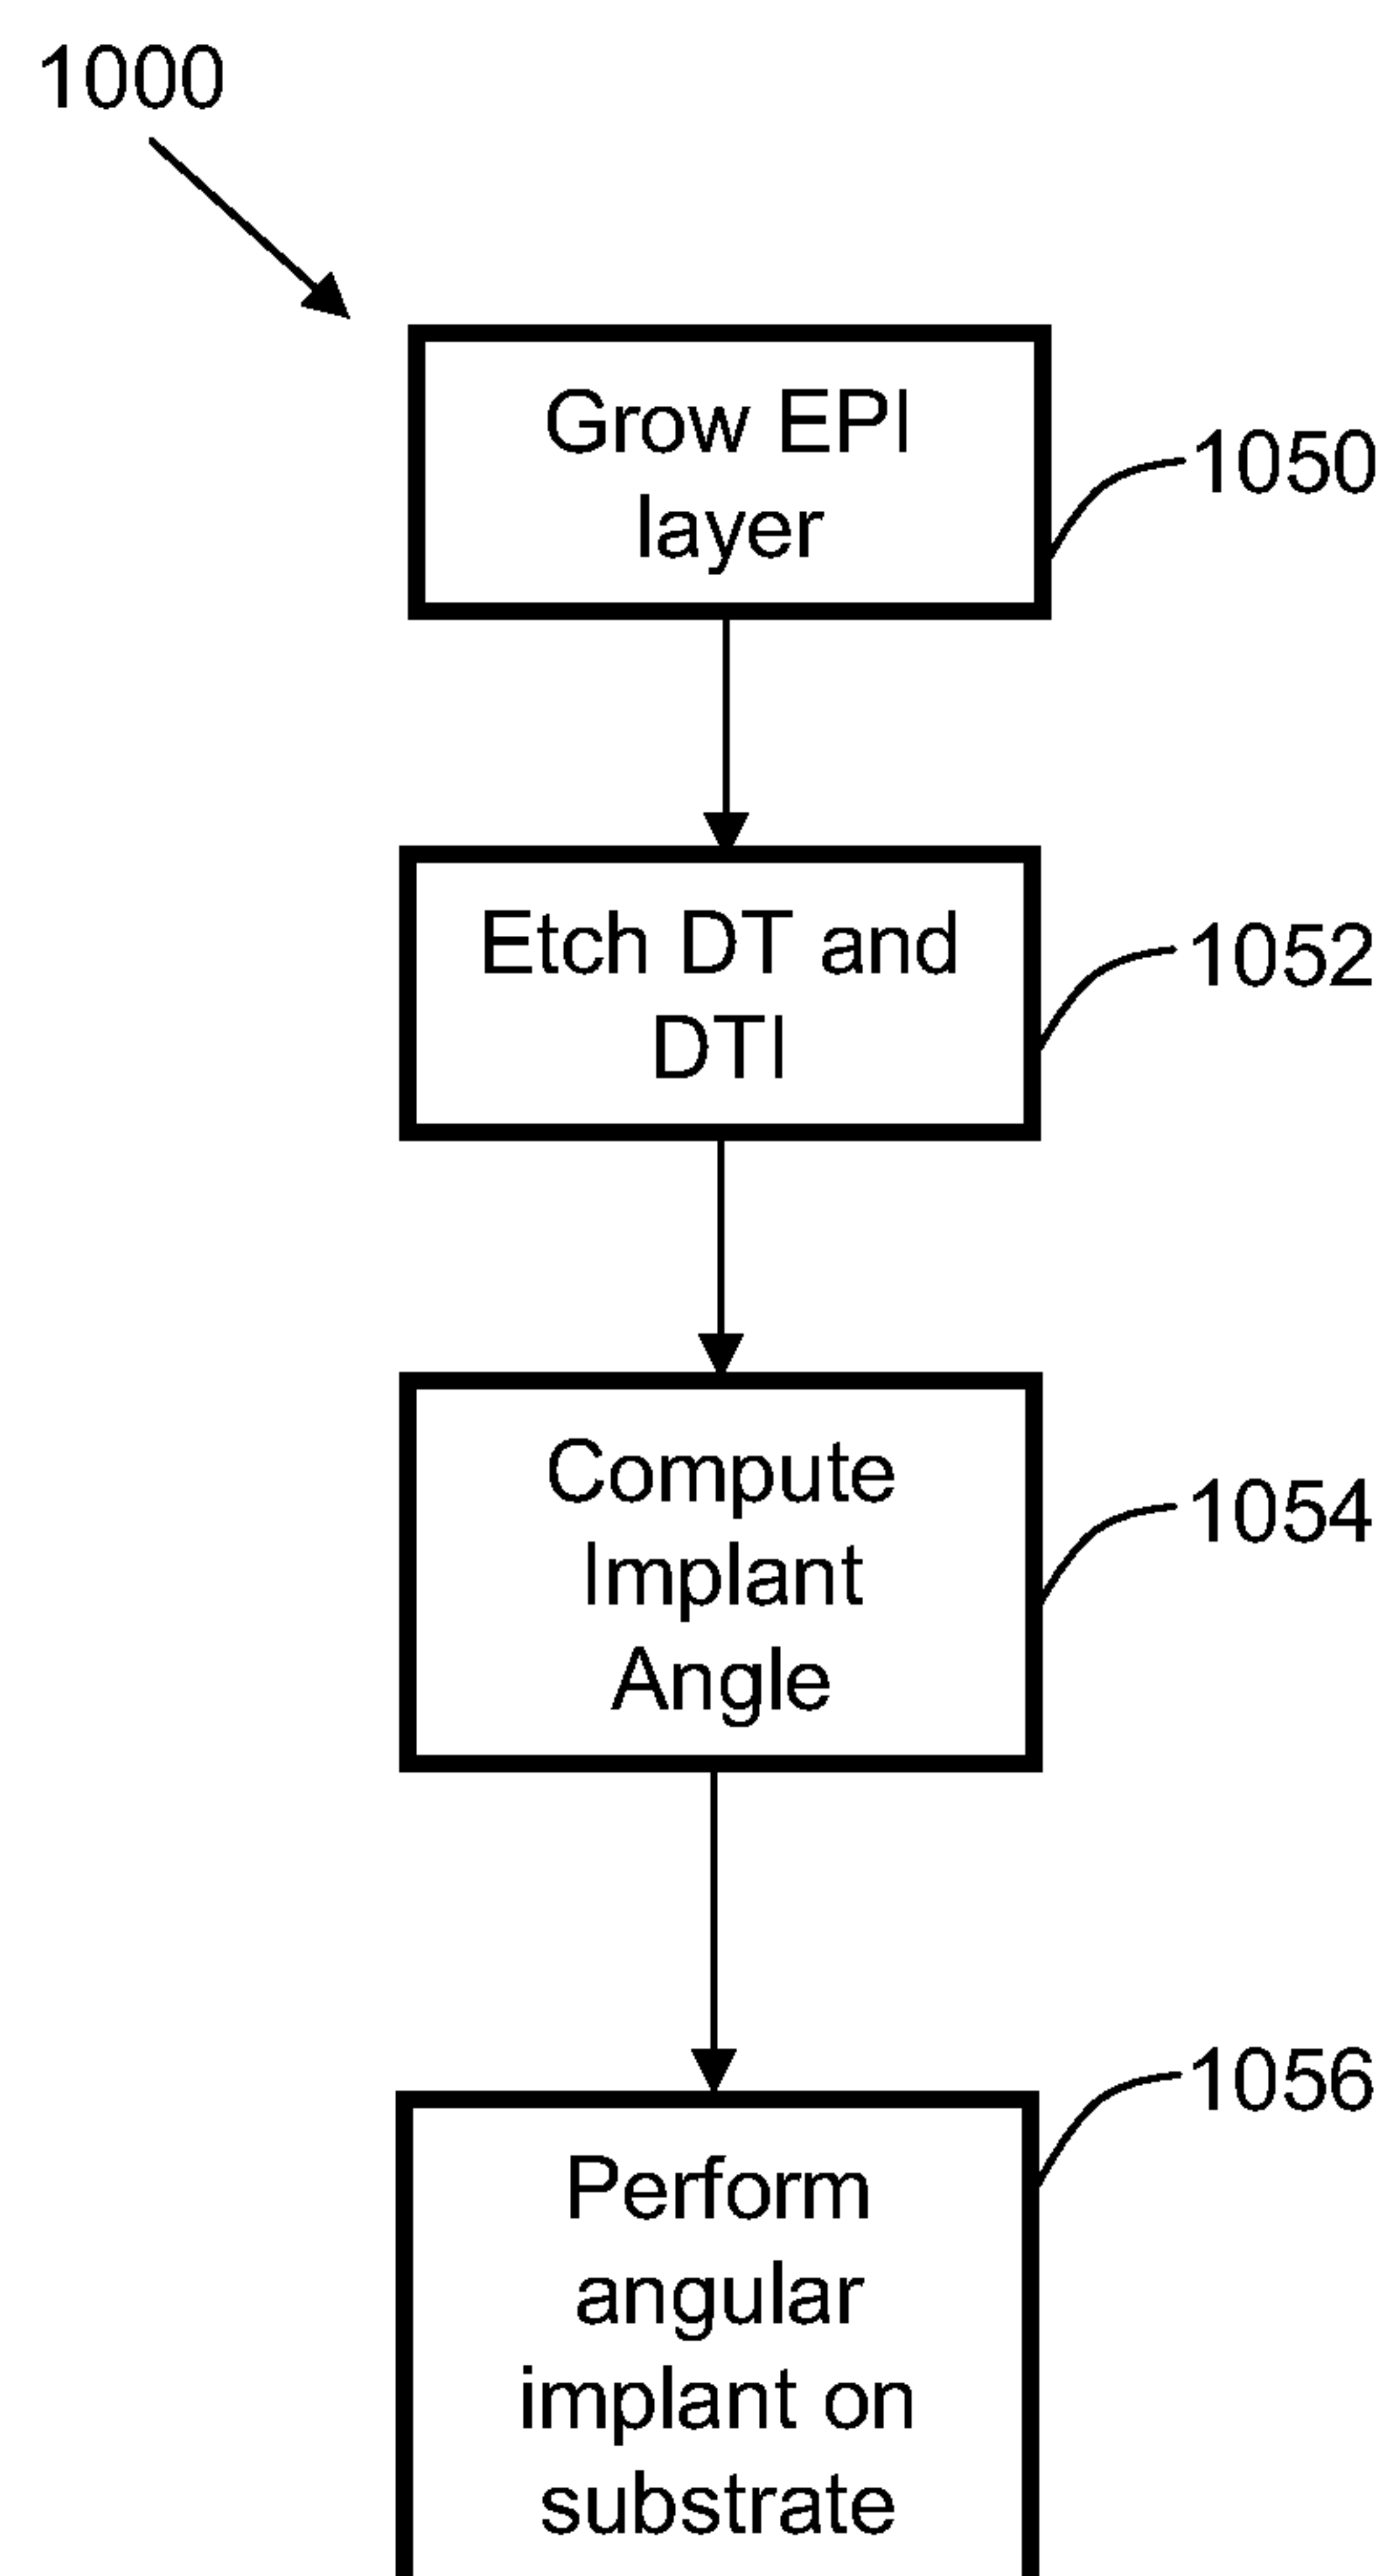 1000
Grow EPI
layer
1050
Etch DT and
DTI
1052
Compute
Implant
Angle
1054
Perform
angular
implant on
substrate
1056